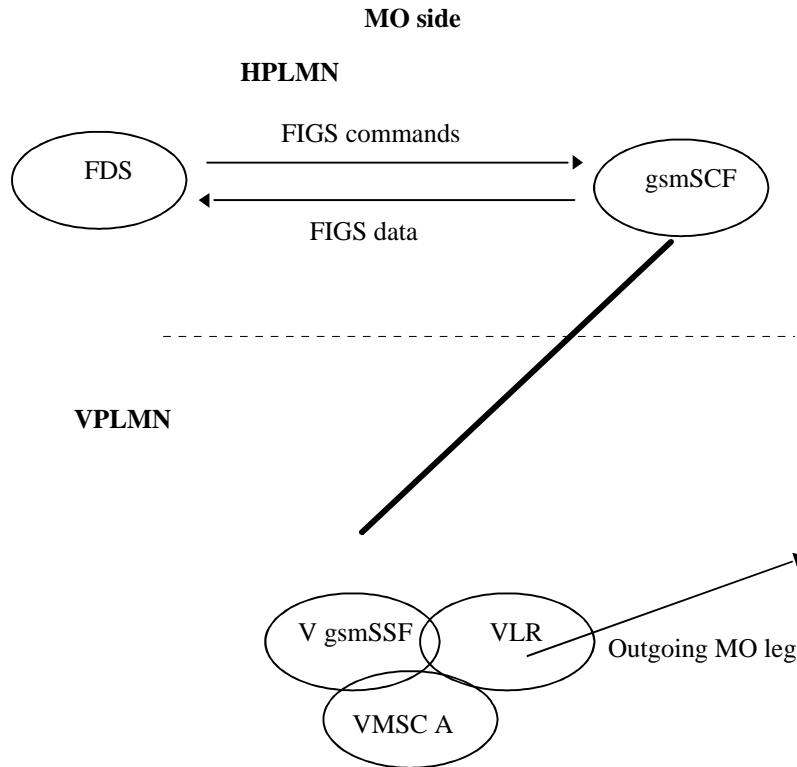 MO side
HPLMN
FIGS commands
FDS
gsmSCF
FIGS data
VPLMN
V gsmSSF
VLR
Outgoing MO leg
VMSC A